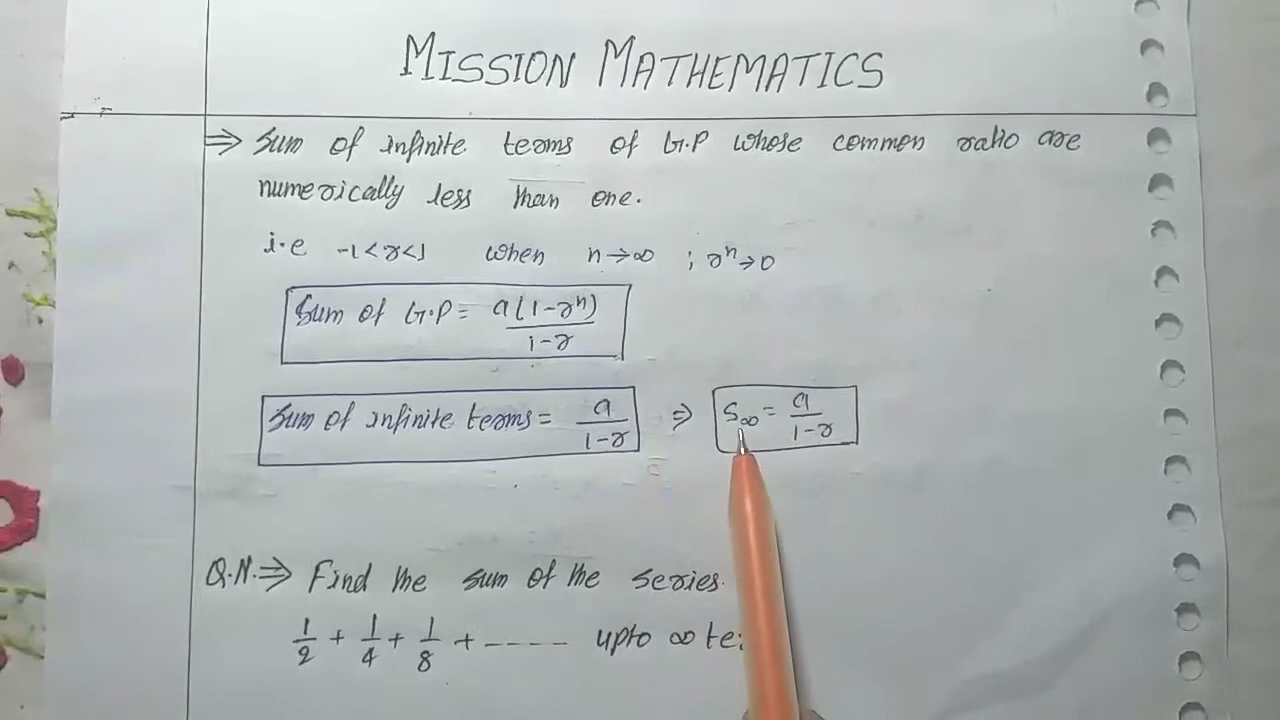 MISSION MATHEMATICS
⇒ Sum of infinite terms of G.P whose common ratio are
numerically less than one.
i.e -1<r<1 when n→∞ ; rⁿ→0
Sum of G.P = a(1-rⁿ)/1-r
Sum of infinite terms = a/1-r ⇒ S∞ = a/1-r
Q.N.⇒ Find the sum of the series.
1/2 + 1/4 + 1/8 + ----- upto ∞ te